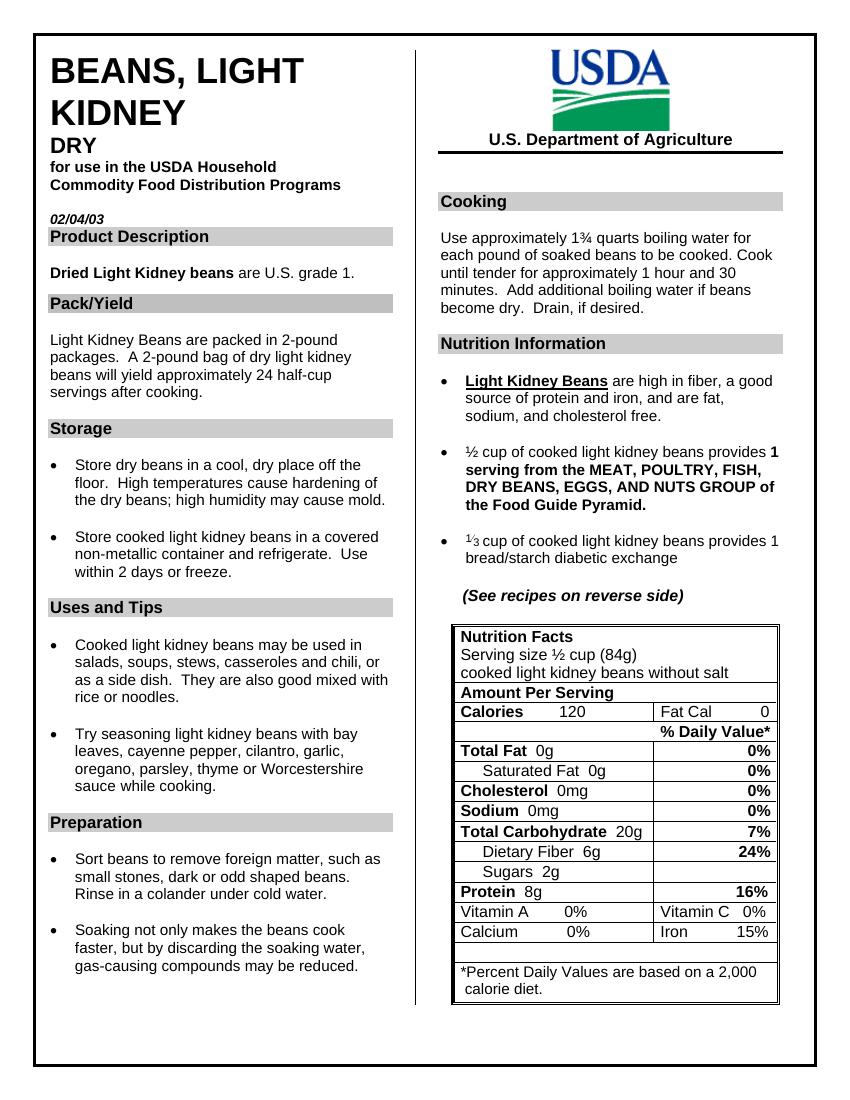 BEANS, LIGHT
KIDNEY
DRY
for use in the USDA Household
Commodity Food Distribution Programs
02/04/03
Product Description
Dried Light Kidney beans are U.S. grade 1.
Pack/Yield
Light Kidney Beans are packed in 2-pound
packages.  A 2-pound bag of dry light kidney
beans will yield approximately 24 half-cup
servings after cooking.
Storage
• Store dry beans in a cool, dry place off the
floor.  High temperatures cause hardening of
the dry beans; high humidity may cause mold.
• Store cooked light kidney beans in a covered
non-metallic container and refrigerate.  Use
within 2 days or freeze.
Uses and Tips
• Cooked light kidney beans may be used in
salads, soups, stews, casseroles and chili, or
as a side dish.  They are also good mixed with
rice or noodles.
• Try seasoning light kidney beans with bay
leaves, cayenne pepper, cilantro, garlic,
oregano, parsley, thyme or Worcestershire
sauce while cooking.
Preparation
• Sort beans to remove foreign matter, such as
small stones, dark or odd shaped beans.
Rinse in a colander under cold water.
• Soaking not only makes the beans cook
faster, but by discarding the soaking water,
gas-causing compounds may be reduced.
USDA
U.S. Department of Agriculture
Cooking
Use approximately 1¾ quarts boiling water for
each pound of soaked beans to be cooked. Cook
until tender for approximately 1 hour and 30
minutes.  Add additional boiling water if beans
become dry.  Drain, if desired.
Nutrition Information
• Light Kidney Beans are high in fiber, a good
source of protein and iron, and are fat,
sodium, and cholesterol free.
• ½ cup of cooked light kidney beans provides 1
serving from the MEAT, POULTRY, FISH,
DRY BEANS, EGGS, AND NUTS GROUP of
the Food Guide Pyramid.
• ⅓ cup of cooked light kidney beans provides 1
bread/starch diabetic exchange
(See recipes on reverse side)
Nutrition Facts
Serving size ½ cup (84g)
cooked light kidney beans without salt
Amount Per Serving
Calories 120 Fat Cal 0
% Daily Value*
Total Fat 0g 0%
Saturated Fat 0g 0%
Cholesterol 0mg 0%
Sodium 0mg 0%
Total Carbohydrate 20g 7%
Dietary Fiber 6g 24%
Sugars 2g
Protein 8g 16%
Vitamin A 0% Vitamin C 0%
Calcium 0% Iron 15%
*Percent Daily Values are based on a 2,000
calorie diet.